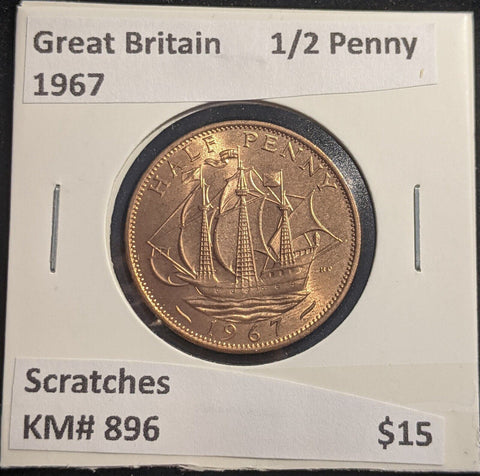 Great Britain 1/2 Penny
1967
HALF PENNY
1967
Scratches
KM# 896 $15